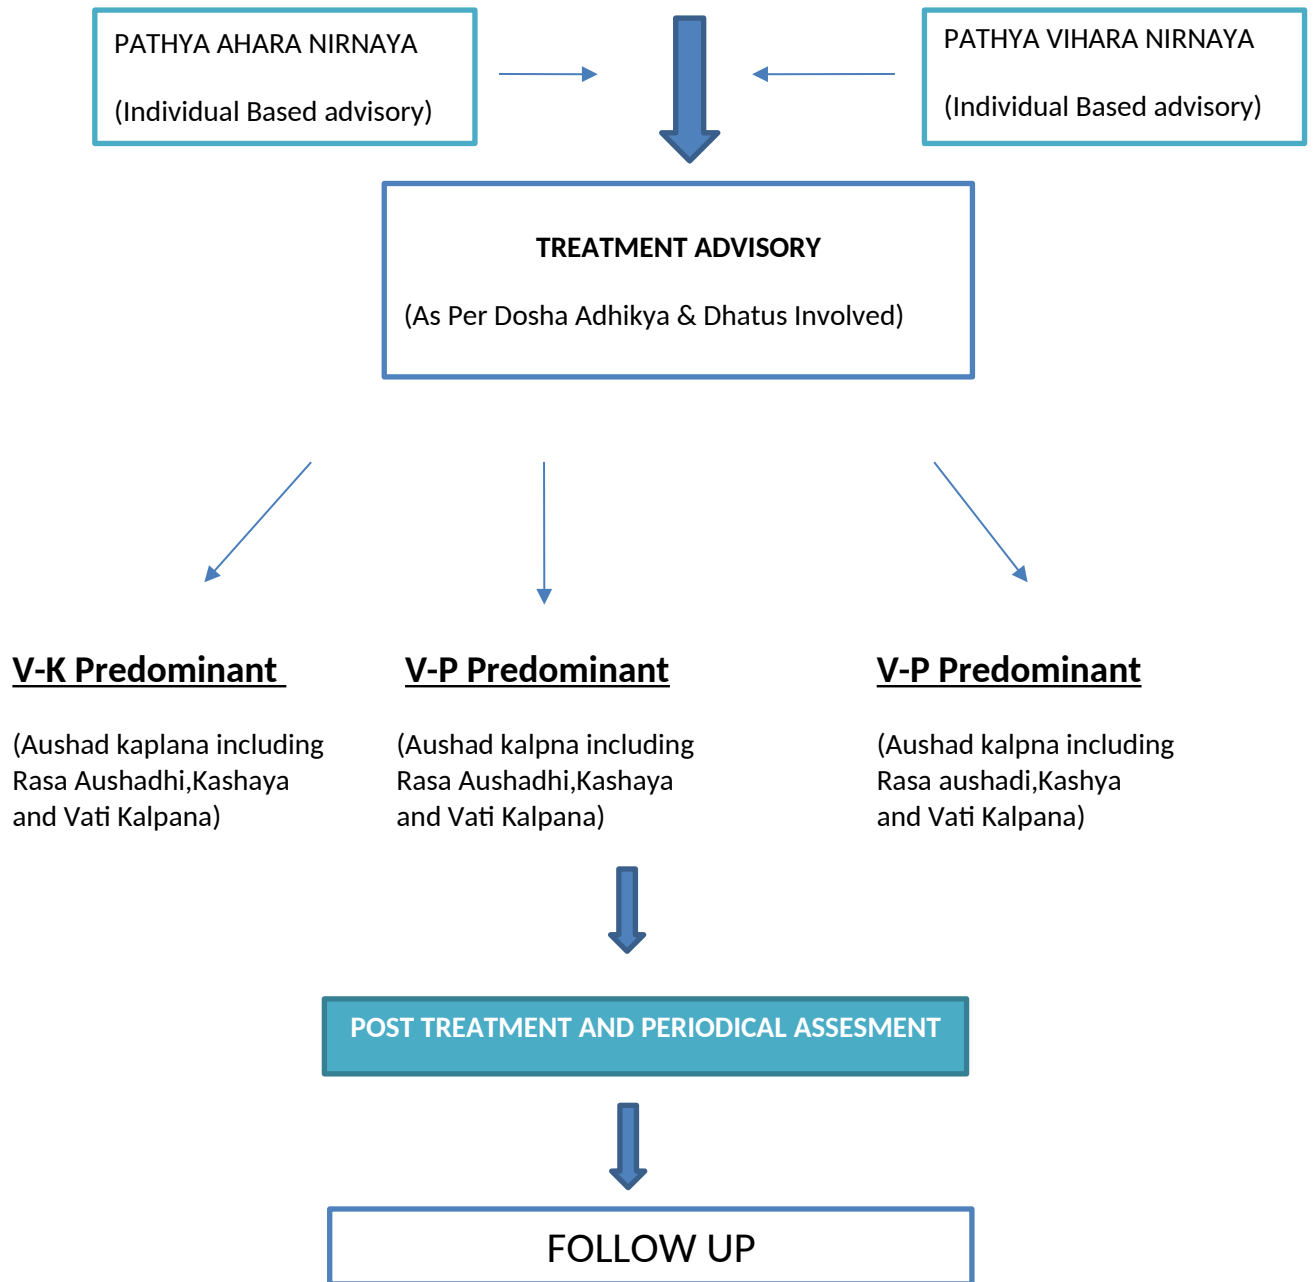 PATHYA AHARA NIRNAYA
(Individual Based advisory)
PATHYA VIHARA NIRNAYA
(Individual Based advisory)
TREATMENT ADVISORY
(As Per Dosha Adhikya & Dhatus Involved)
V-K Predominant
(Aushad kaplana including
Rasa Aushadhi,Kashaya
and Vati Kalpana)
V-P Predominant
(Aushad kalpna including
Rasa Aushadhi,Kashaya
and Vati Kalpana)
V-P Predominant
(Aushad kalpna including
Rasa aushadi,Kashya
and Vati Kalpana)
POST TREATMENT AND PERIODICAL ASSESMENT
FOLLOW UP